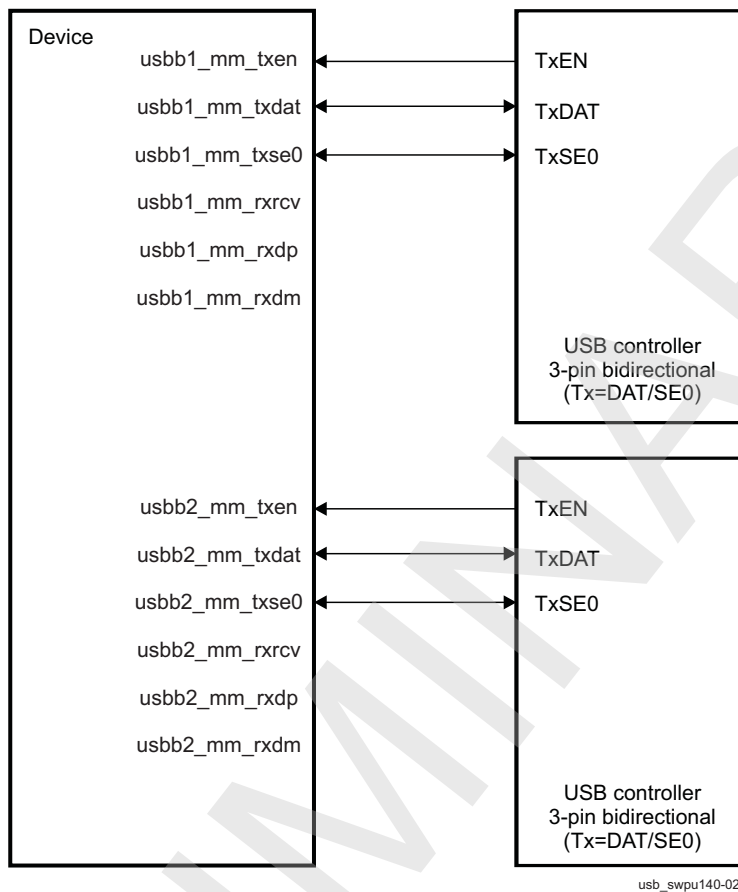 Device
usbb1_mm_txen
TxEN
usbb1_mm_txdat
TxDAT
usbb1_mm_txse0
TxSE0
usbb1_mm_rxrcv
usbb1_mm_rxdp
usbb1_mm_rxdm
USB controller
3-pin bidirectional
(Tx=DAT/SE0)
usbb2_mm_txen
TxEN
usbb2_mm_txdat
TxDAT
usbb2_mm_txse0
TxSE0
usbb2_mm_rxrcv
usbb2_mm_rxdp
usbb2_mm_rxdm
USB controller
3-pin bidirectional
(Tx=DAT/SE0)
usb_swpu140-02